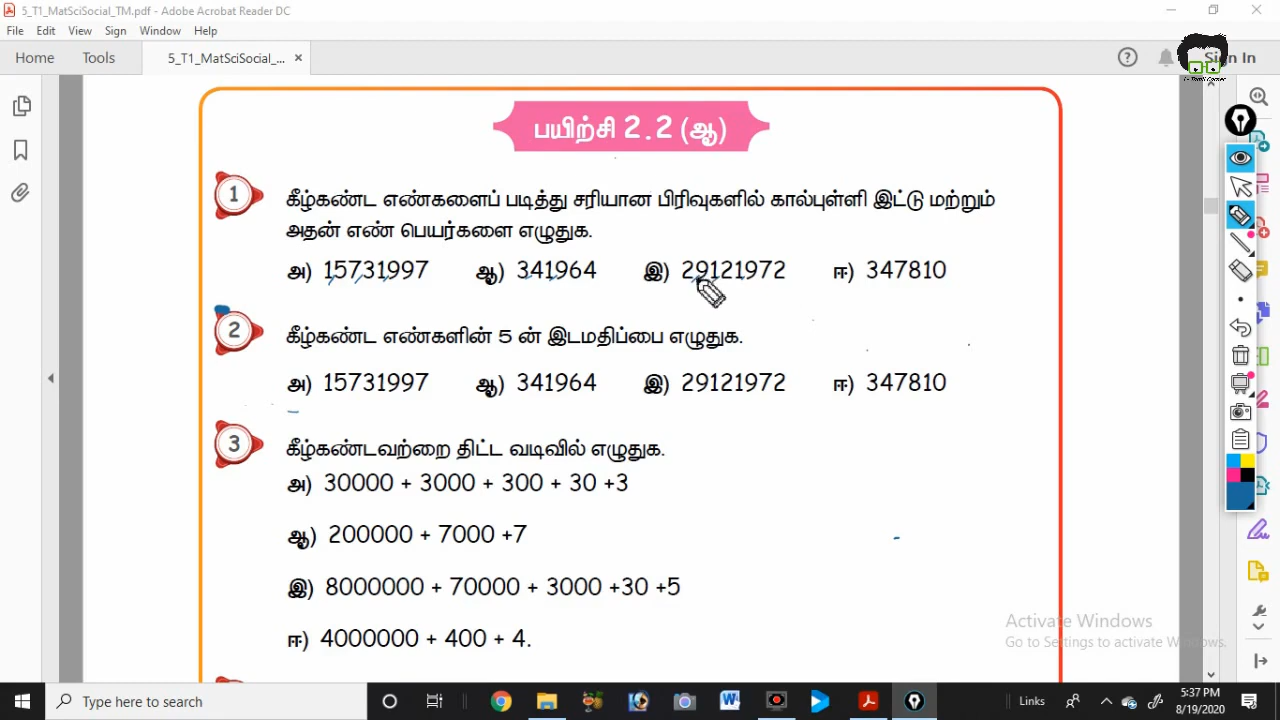 5_T1_MatSciSocial_TM.pdf - Adobe Acrobat Reader DC
File Edit View Sign Window Help
Home Tools 5_T1_MatSciSocial_... × Sign In
Tamil Corner
பயிற்சி 2.2 (ஆ)
1 கீழ்கண்ட எண்களைப் படித்து சரியான பிரிவுகளில் கால்புள்ளி இட்டு மற்றும்
அதன் எண் பெயர்களை எழுதுக.
அ) 15731997 ஆ) 341964 இ) 29121972 ஈ) 347810
2 கீழ்கண்ட எண்களின் 5 ன் இடமதிப்பை எழுதுக.
அ) 15731997 ஆ) 341964 இ) 29121972 ஈ) 347810
3 கீழ்கண்டவற்றை திட்ட வடிவில் எழுதுக.
அ) 30000 + 3000 + 300 + 30 +3
ஆ) 200000 + 7000 +7
இ) 8000000 + 70000 + 3000 +30 +5
ஈ) 4000000 + 400 + 4.
Activate Windows
Go to Settings to activate Windows.
Type here to search
Links
5:37 PM
8/19/2020